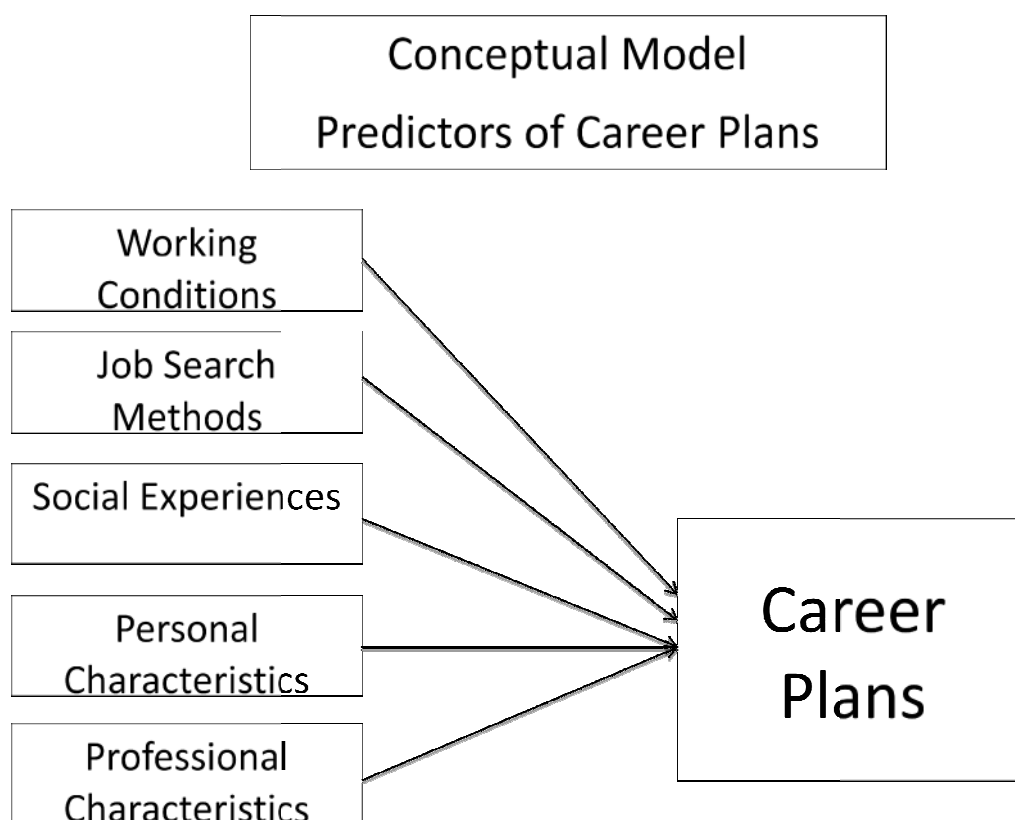 Conceptual Model
Predictors of Career Plans
Working
Conditions
Job Search
Methods
Social Experiences
Personal
Characteristics
Professional
Characteristics
Career
Plans